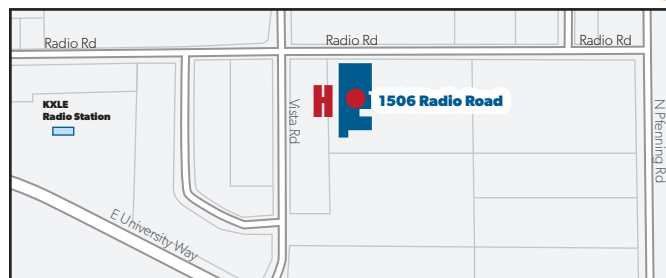 Radio Rd
Radio Rd
Radio Rd
KXLE
Radio Station
H
1506 Radio Road
Vista Rd
N Pfenning Rd
E University Way